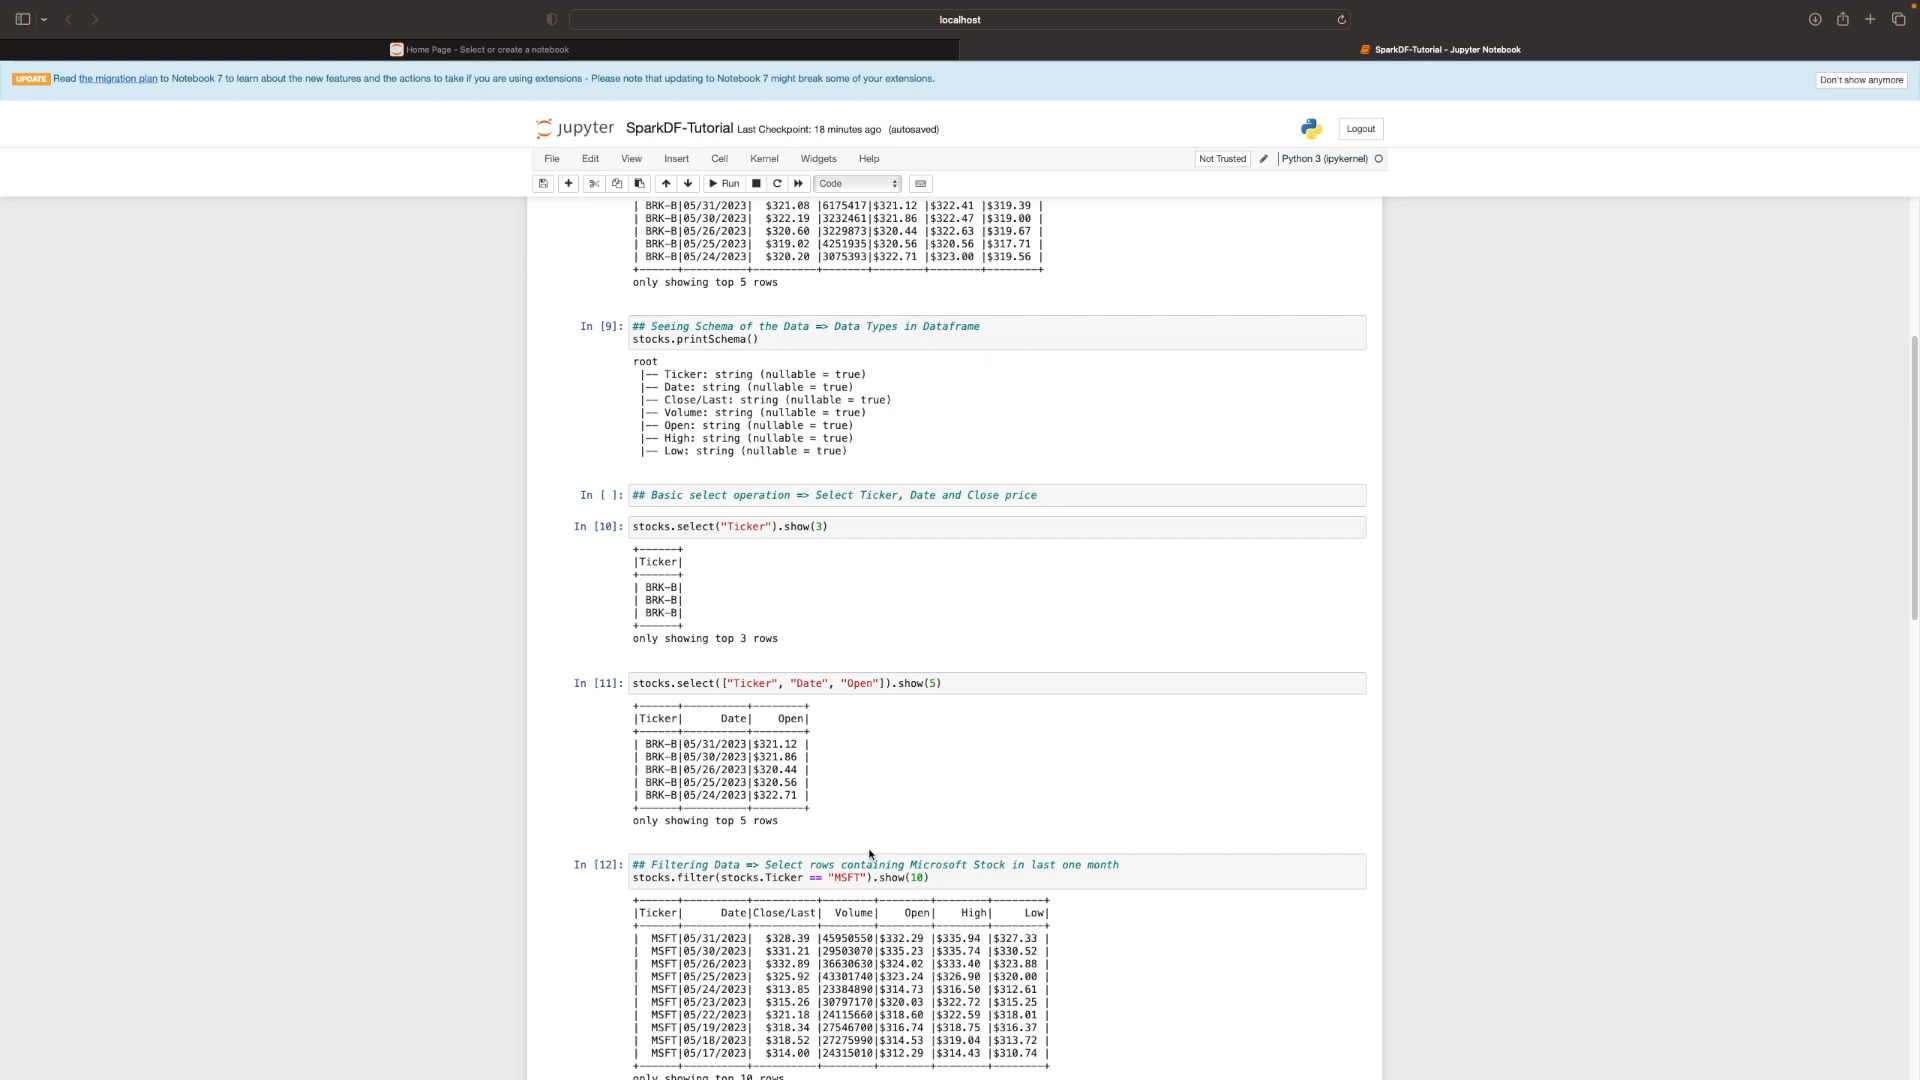 localhost
Home Page - Select or create a notebook
SparkDF-Tutorial - Jupyter Notebook
UPDATE Read the migration plan to Notebook 7 to learn about the new features and the actions to take if you are using extensions - Please note that updating to Notebook 7 might break some of your extensions.
Don't show anymore
jupyter SparkDF-Tutorial Last Checkpoint: 18 minutes ago (autosaved)
Logout
File Edit View Insert Cell Kernel Widgets Help
Not Trusted Python 3 (ipykernel)
Run Code
| BRK-B|05/31/2023| $321.08 |6175417|$321.12 |$322.41 |$319.39 |
| BRK-B|05/30/2023| $322.19 |3232461|$321.86 |$322.47 |$319.00 |
| BRK-B|05/26/2023| $320.60 |3229873|$320.44 |$322.63 |$319.67 |
| BRK-B|05/25/2023| $319.02 |4251935|$320.56 |$320.56 |$317.71 |
| BRK-B|05/24/2023| $320.20 |3075393|$322.71 |$323.00 |$319.56 |
+------+----------+----------+-------+--------+--------+--------+
only showing top 5 rows
In [9]: ## Seeing Schema of the Data => Data Types in Dataframe
stocks.printSchema()
root
|-- Ticker: string (nullable = true)
|-- Date: string (nullable = true)
|-- Close/Last: string (nullable = true)
|-- Volume: string (nullable = true)
|-- Open: string (nullable = true)
|-- High: string (nullable = true)
|-- Low: string (nullable = true)
In [ ]: ## Basic select operation => Select Ticker, Date and Close price
In [10]: stocks.select("Ticker").show(3)
+------+
|Ticker|
+------+
| BRK-B|
| BRK-B|
| BRK-B|
+------+
only showing top 3 rows
In [11]: stocks.select(["Ticker", "Date", "Open"]).show(5)
+------+----------+--------+
|Ticker|      Date|    Open|
+------+----------+--------+
| BRK-B|05/31/2023|$321.12 |
| BRK-B|05/30/2023|$321.86 |
| BRK-B|05/26/2023|$320.44 |
| BRK-B|05/25/2023|$320.56 |
| BRK-B|05/24/2023|$322.71 |
+------+----------+--------+
only showing top 5 rows
In [12]: ## Filtering Data => Select rows containing Microsoft Stock in last one month
stocks.filter(stocks.Ticker == "MSFT").show(10)
+------+----------+----------+--------+--------+--------+--------+
|Ticker|      Date|Close/Last|  Volume|    Open|    High|     Low|
+------+----------+----------+--------+--------+--------+--------+
|  MSFT|05/31/2023|  $328.39 |45950550|$332.29 |$335.94 |$327.33 |
|  MSFT|05/30/2023|  $331.21 |29503070|$335.23 |$335.74 |$330.52 |
|  MSFT|05/26/2023|  $332.89 |36630630|$324.02 |$333.40 |$323.88 |
|  MSFT|05/25/2023|  $325.92 |43301740|$323.24 |$326.90 |$320.00 |
|  MSFT|05/24/2023|  $313.85 |23384890|$314.73 |$316.50 |$312.61 |
|  MSFT|05/23/2023|  $315.26 |30797170|$320.03 |$322.72 |$315.25 |
|  MSFT|05/22/2023|  $321.18 |24115660|$318.60 |$322.59 |$318.01 |
|  MSFT|05/19/2023|  $318.34 |27546700|$316.74 |$318.75 |$316.37 |
|  MSFT|05/18/2023|  $318.52 |27275990|$314.53 |$319.04 |$313.72 |
|  MSFT|05/17/2023|  $314.00 |24315010|$312.29 |$314.43 |$310.74 |
+------+----------+----------+--------+--------+--------+--------+
only showing top 10 rows